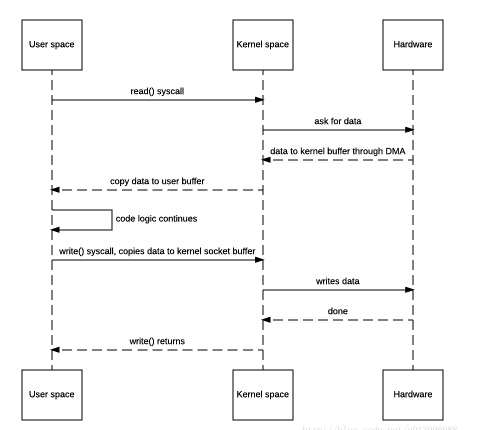 User space
Kernel space
Hardware
read() syscall
ask for data
data to kernel buffer through DMA
copy data to user buffer
code logic continues
write() syscall, copies data to kernel socket buffer
writes data
done
write() returns
User space
Kernel space
Hardware